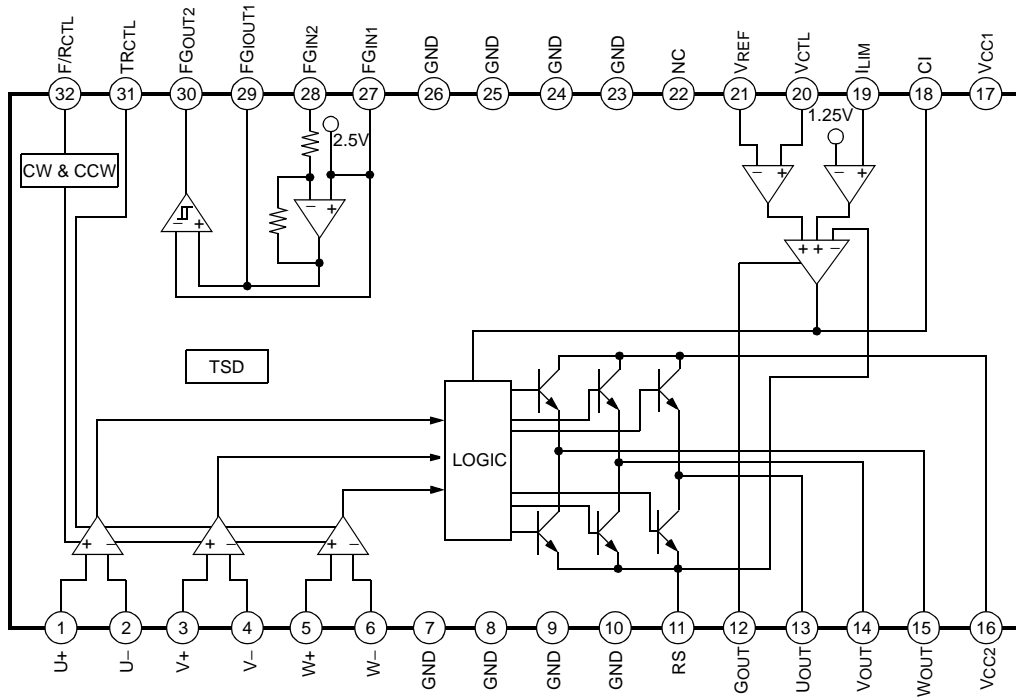 F/RCTL
TRCTL
FGOUT2
FGIOUT1
FGIN2
FGIN1
GND
GND
GND
GND
NC
VREF
VCTL
ILIM
CI
VCC1
32
31
30
29
28
27
26
25
24
23
22
21
20
19
18
17
2.5V
1.25V
CW & CCW
− +
− +
− +
− +
+ + −
TSD
LOGIC
+ −
+ −
+ −
1
2
3
4
5
6
7
8
9
10
11
12
13
14
15
16
U+
U−
V+
V−
W+
W−
GND
GND
GND
GND
RS
GOUT
UOUT
VOUT
WOUT
VCC2